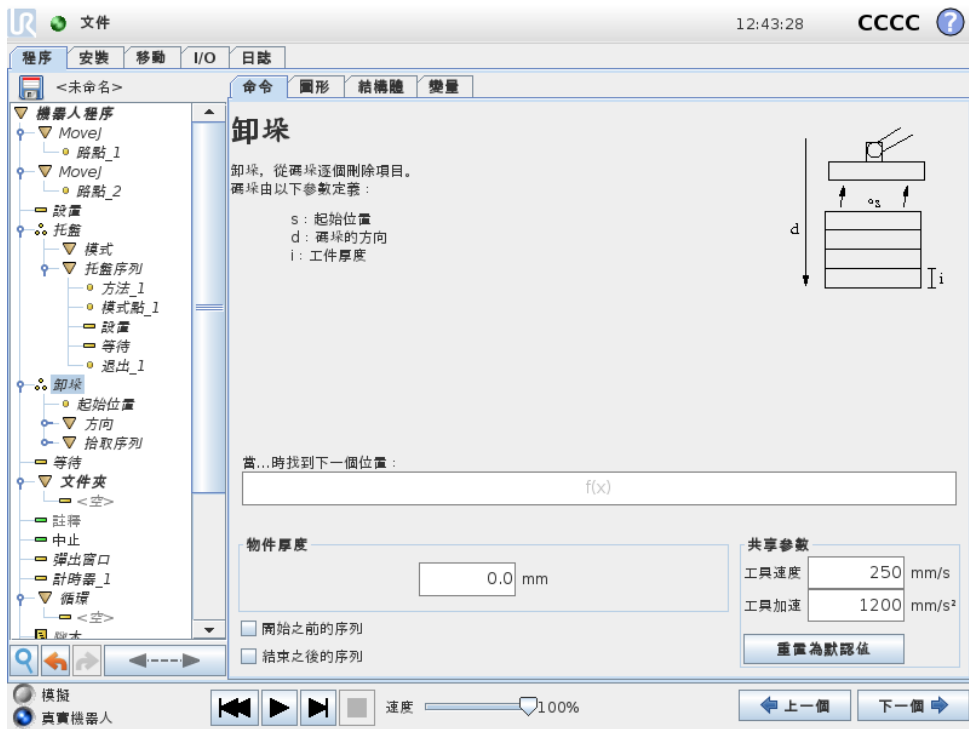 UR 文件 12:43:28 CCCC ?
程序 安裝 移動 I/O 日誌
<未命名>
機器人程序
MoveJ
路點_1
MoveJ
路點_2
設置
托盤
模式
托盤序列
方法_1
模式點_1
設置
等待
退出_1
卸垛
起始位置
方向
拾取序列
等待
文件夾
<空>
註釋
中止
彈出窗口
計時器_1
循環
<空>
命令 圖形 結構體 變量
卸垛
卸垛，從碼垛逐個刪除項目。
碼垛由以下參數定義：
s：起始位置
d：碼垛的方向
i：工件厚度
s
d
i
當...時找到下一個位置：
f(x)
物件厚度
0.0 mm
開始之前的序列
結束之後的序列
共享參數
工具速度 250 mm/s
工具加速 1200 mm/s²
重置為默認值
模擬
真實機器人
速度 100%
上一個 下一個